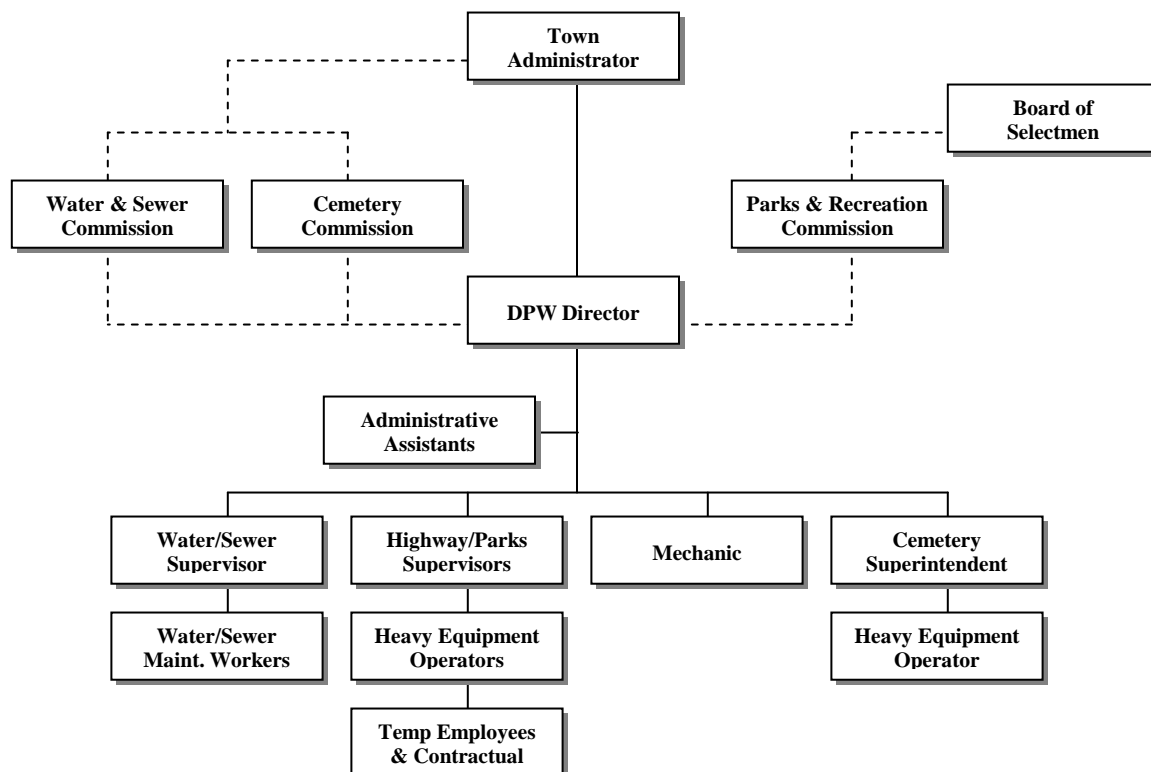 Town
Administrator
Board of
Selectmen
Water & Sewer
Commission
Cemetery
Commission
Parks & Recreation
Commission
DPW Director
Administrative
Assistants
Water/Sewer
Supervisor
Highway/Parks
Supervisors
Mechanic
Cemetery
Superintendent
Water/Sewer
Maint. Workers
Heavy Equipment
Operators
Heavy Equipment
Operator
Temp Employees
& Contractual